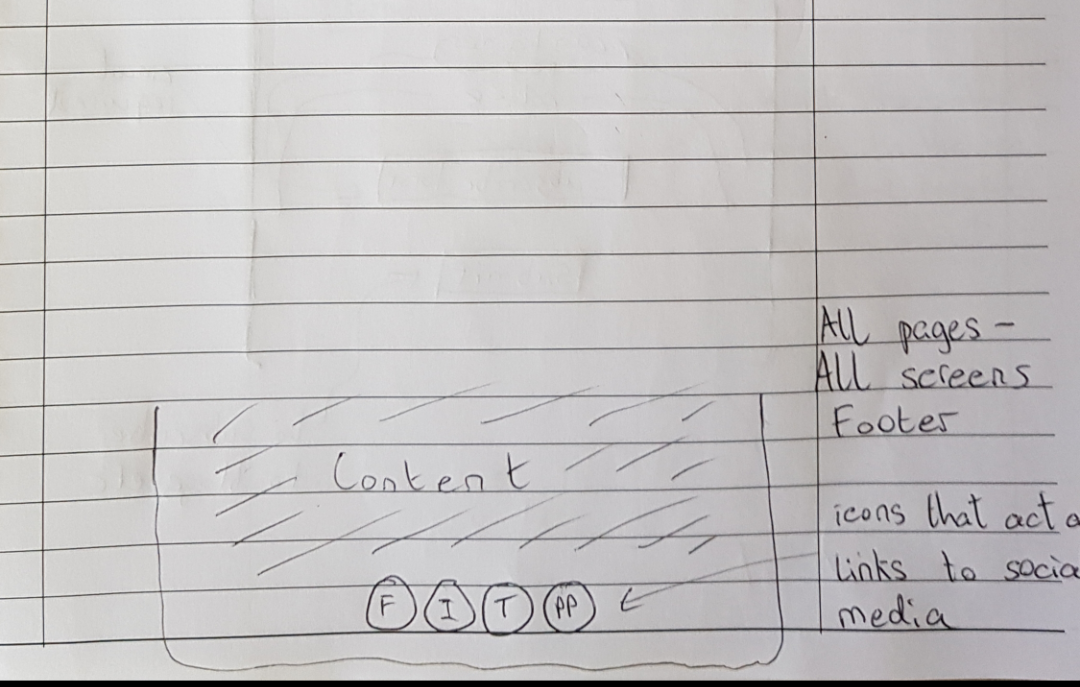 All pages -
All screens
Footer
Content
icons that act a
links to socia
media
F I T PP